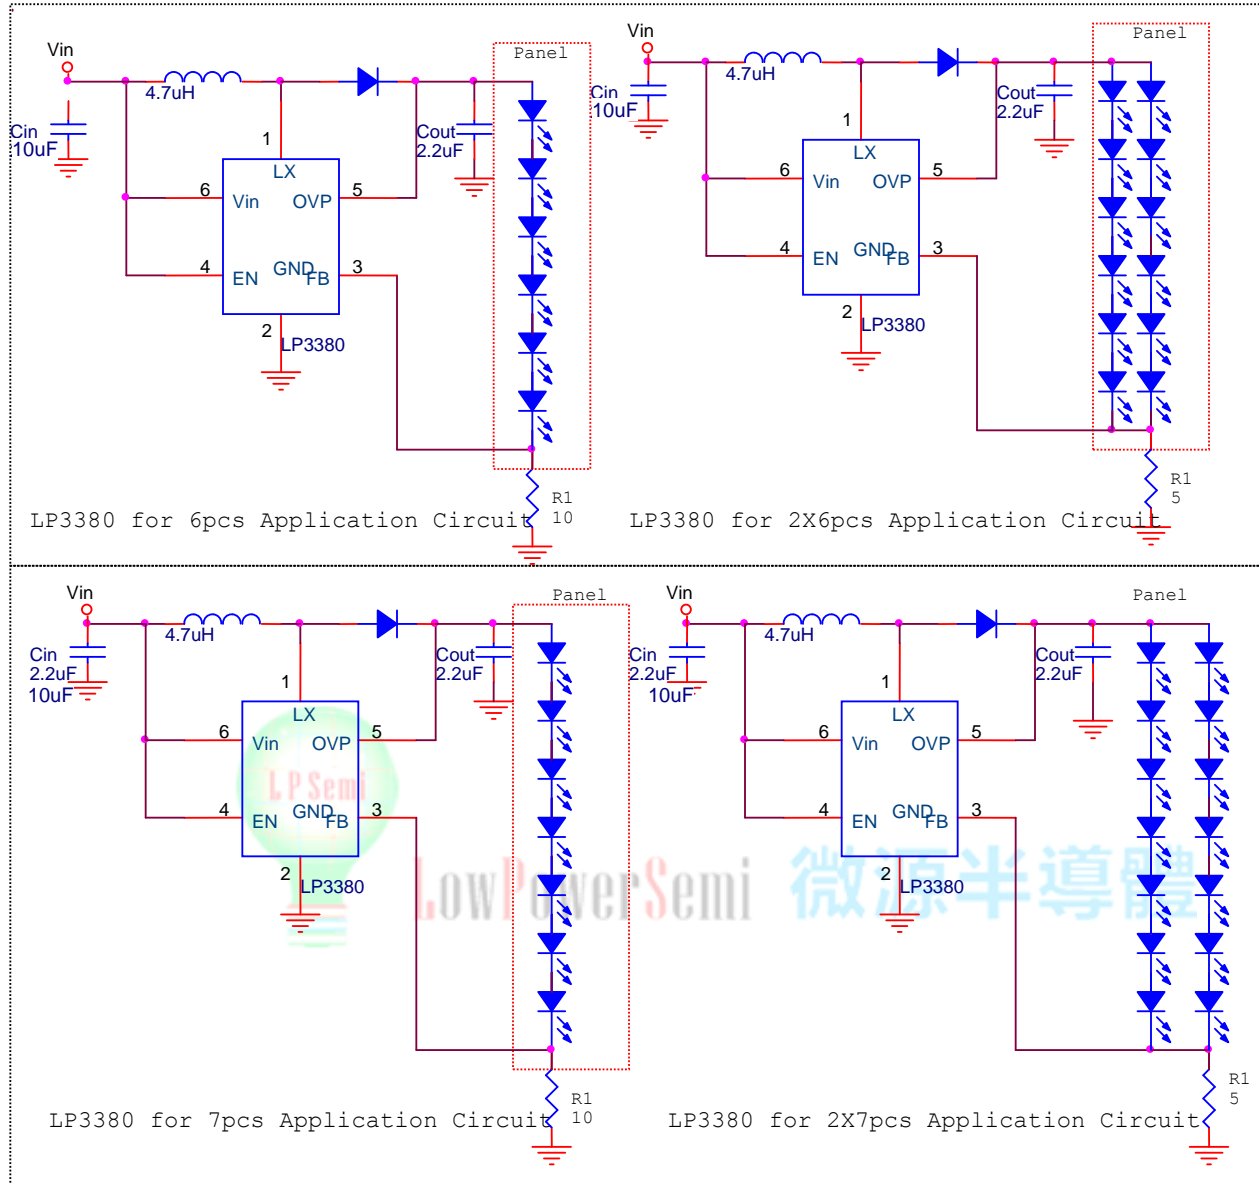 Vin
4.7uH
Cin
10uF
1
LX
6
Vin
OVP
5
4
EN
GND
FB
3
2
LP3380
Cout
2.2uF
Panel
R1
10
LP3380 for 6pcs Application Circuit
Vin
4.7uH
Cin
10uF
1
LX
6
Vin
OVP
5
4
EN
GND
FB
3
2
LP3380
Cout
2.2uF
Panel
R1
5
LP3380 for 2X6pcs Application Circuit
Vin
4.7uH
Cin
2.2uF
10uF
1
LX
6
Vin
OVP
5
4
EN
GND
FB
3
2
LP3380
Cout
2.2uF
Panel
R1
10
LP3380 for 7pcs Application Circuit
Vin
4.7uH
Cin
2.2uF
10uF
1
LX
6
Vin
OVP
5
4
EN
GND
FB
3
2
LP3380
Cout
2.2uF
Panel
R1
5
LP3380 for 2X7pcs Application Circuit
LPSemi
LowPowerSemi 微源半導體